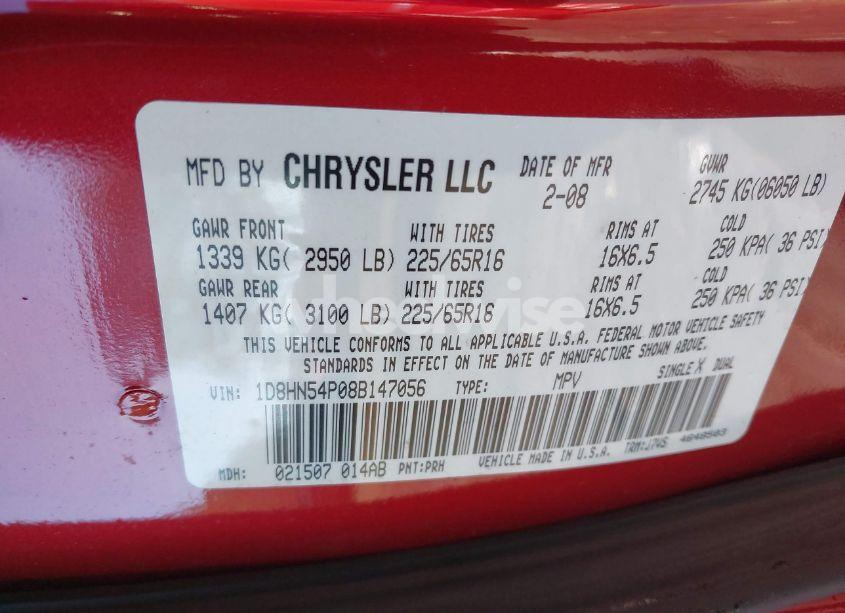 MFD BY CHRYSLER LLC DATE OF MFR GVWR
2-08 2745 KG(06050 LB)
GAWR FRONT WITH TIRES RIMS AT COLD
1339 KG( 2950 LB) 225/65R16 16X6.5 250 KPA( 36 PSI)
GAWR REAR WITH TIRES RIMS AT COLD
1407 KG( 3100 LB) 225/65R16 16X6.5 250 KPA( 36 PSI)
THIS VEHICLE CONFORMS TO ALL APPLICABLE U.S.A. FEDERAL MOTOR VEHICLE SAFETY
STANDARDS IN EFFECT ON THE DATE OF MANUFACTURE SHOWN ABOVE.
VIN: 1D8HN54P08B147056 TYPE: MPV SINGLE X DUAL
MDH: 021507 014AB PNT:PRH VEHICLE MADE IN U.S.A. TRM:J7WS 4648503